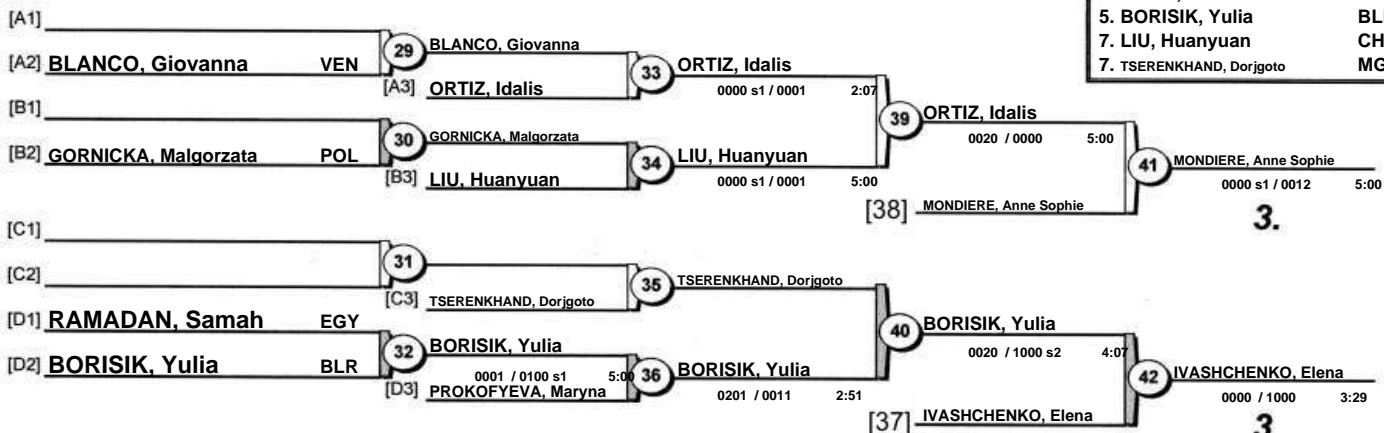 5. BORISIK, Yulia
7. LIU, Huanyuan CH
7. TSERENKHAND, Dorjgoto MG
[A1]
[A2] BLANCO, Giovanna VEN
29
BLANCO, Giovanna
[A3] ORTIZ, Idalis
33
ORTIZ, Idalis
0000 s1 / 0001 2:07
[B1]
[B2] GORNICKA, Malgorzata POL
30
GORNICKA, Malgorzata
[B3] LIU, Huanyuan
34
LIU, Huanyuan
0000 s1 / 0001 5:00
39
ORTIZ, Idalis
0020 / 0000 5:00
[38] MONDIERE, Anne Sophie
41
MONDIERE, Anne Sophie
0000 s1 / 0012 5:00
3.
[C1]
[C2]
31
[C3] TSERENKHAND, Dorjgoto
35
TSERENKHAND, Dorjgoto
[D1] RAMADAN, Samah EGY
[D2] BORISIK, Yulia BLR
32
BORISIK, Yulia
0001 / 0100 s1 5:00
[D3] PROKOFYEVA, Maryna
36
BORISIK, Yulia
0201 / 0011 2:51
40
BORISIK, Yulia
0020 / 1000 s2 4:07
[37] IVASHCHENKO, Elena
42
IVASHCHENKO, Elena
0000 / 1000 3:29
3